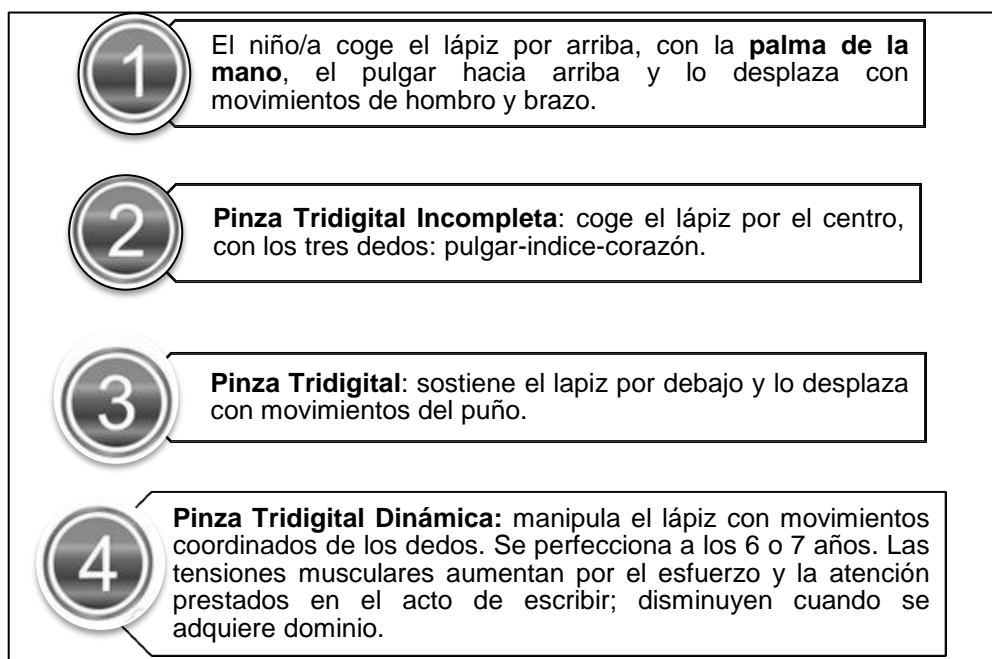 1
El niño/a coge el lápiz por arriba, con la palma de la
mano, el pulgar hacia arriba y lo desplaza con
movimientos de hombro y brazo.
2
Pinza Tridigital Incompleta: coge el lápiz por el centro,
con los tres dedos: pulgar-indice-corazón.
3
Pinza Tridigital: sostiene el lapiz por debajo y lo desplaza
con movimientos del puño.
4
Pinza Tridigital Dinámica: manipula el lápiz con movimientos
coordinados de los dedos. Se perfecciona a los 6 o 7 años. Las
tensiones musculares aumentan por el esfuerzo y la atención
prestados en el acto de escribir; disminuyen cuando se
adquiere dominio.